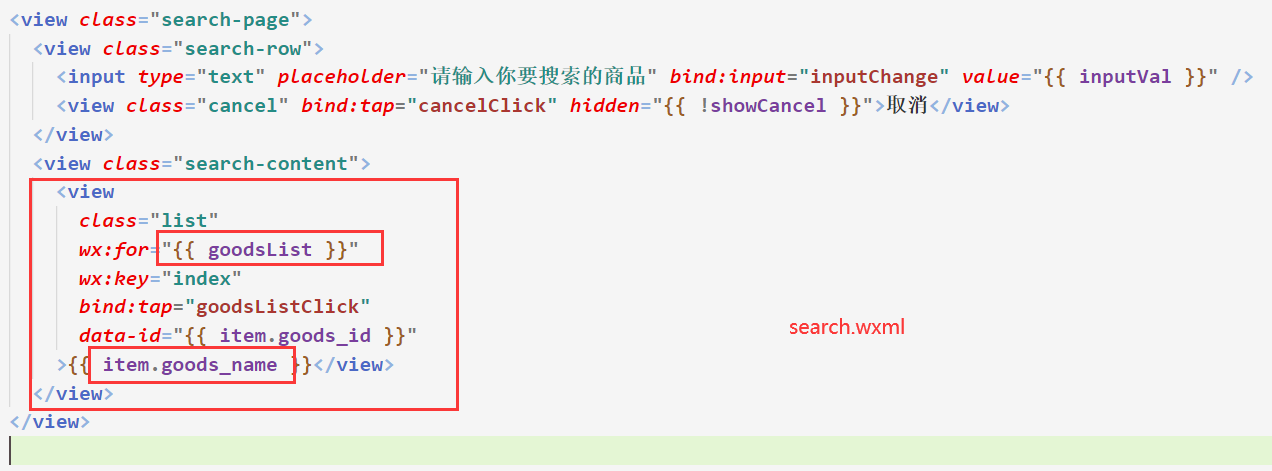 <view class="search-page">
<view class="search-row">
<input type="text" placeholder="请输入你要搜索的商品" bind:input="inputChange" value="{{ inputVal }}" />
<view class="cancel" bind:tap="cancelClick" hidden="{{ !showCancel }}">取消</view>
</view>
<view class="search-content">
<view
class="list"
wx:for="{{ goodsList }}"
wx:key="index"
bind:tap="goodsListClick"
data-id="{{ item.goods_id }}"
search.wxml
>{{ item.goods_name }}</view>
</view>
</view>